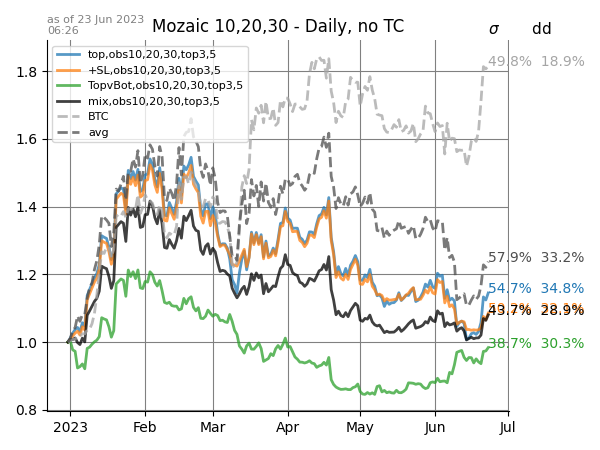 as of 23 Jun 2023
06:26
Mozaic 10,20,30 - Daily, no TC
σ dd
top,obs10,20,30,top3,5
+SL,obs10,20,30,top3,5
TopvBot,obs10,20,30,top3,5
mix,obs10,20,30,top3,5
BTC
avg
49.8% 18.9%
57.9% 33.2%
54.7% 34.8%
43.7% 28.9%
38.7% 30.3%
1.8
1.6
1.4
1.2
1.0
0.8
2023 Feb Mar Apr May Jun Jul